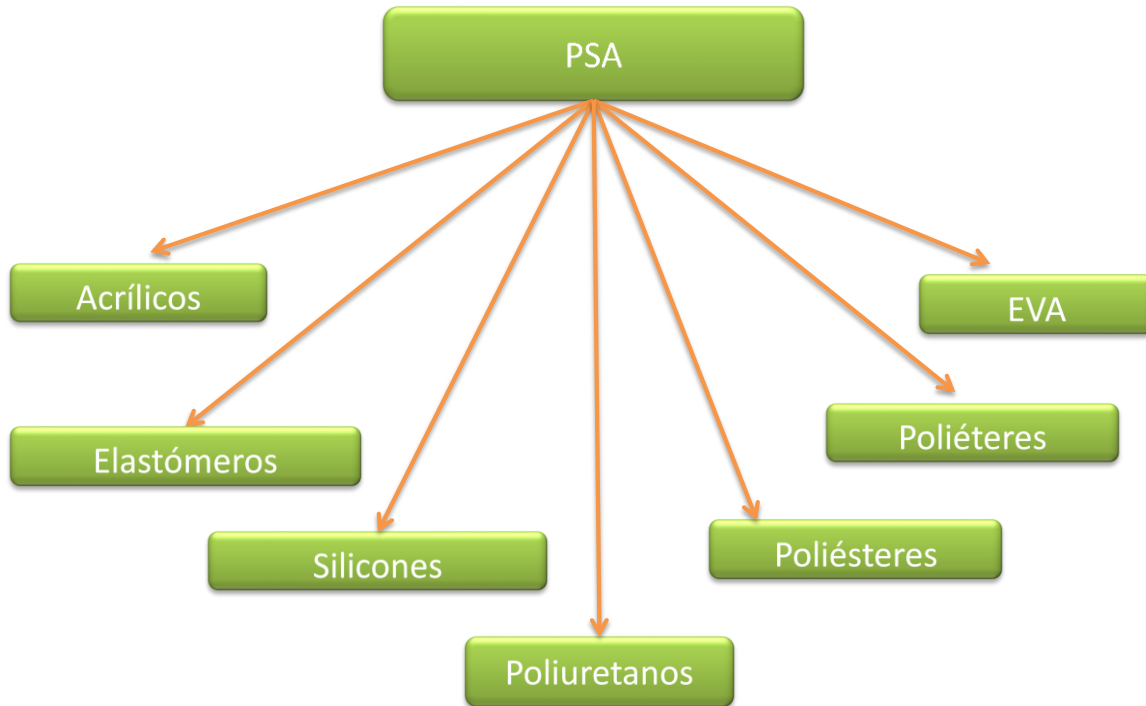 PSA
Acrílicos
EVA
Elastómeros
Poliéteres
Silicones
Poliésteres
Poliuretanos